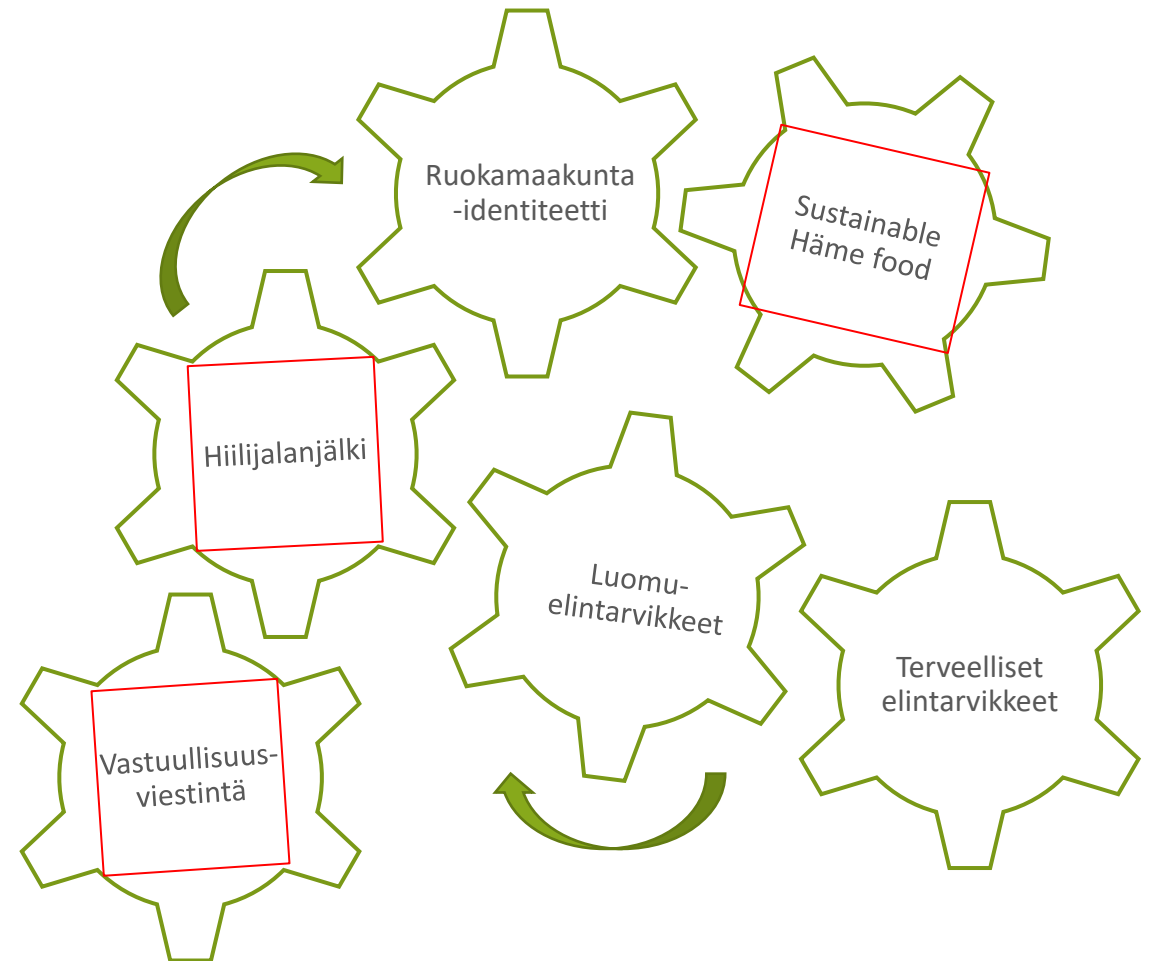 Ruokamaakunta
-identiteetti
Sustainable
Häme food
Hiilijalanjälki
Luomu-
elintarvikkeet
Terveelliset
elintarvikkeet
Vastuullisuus-
viestintä